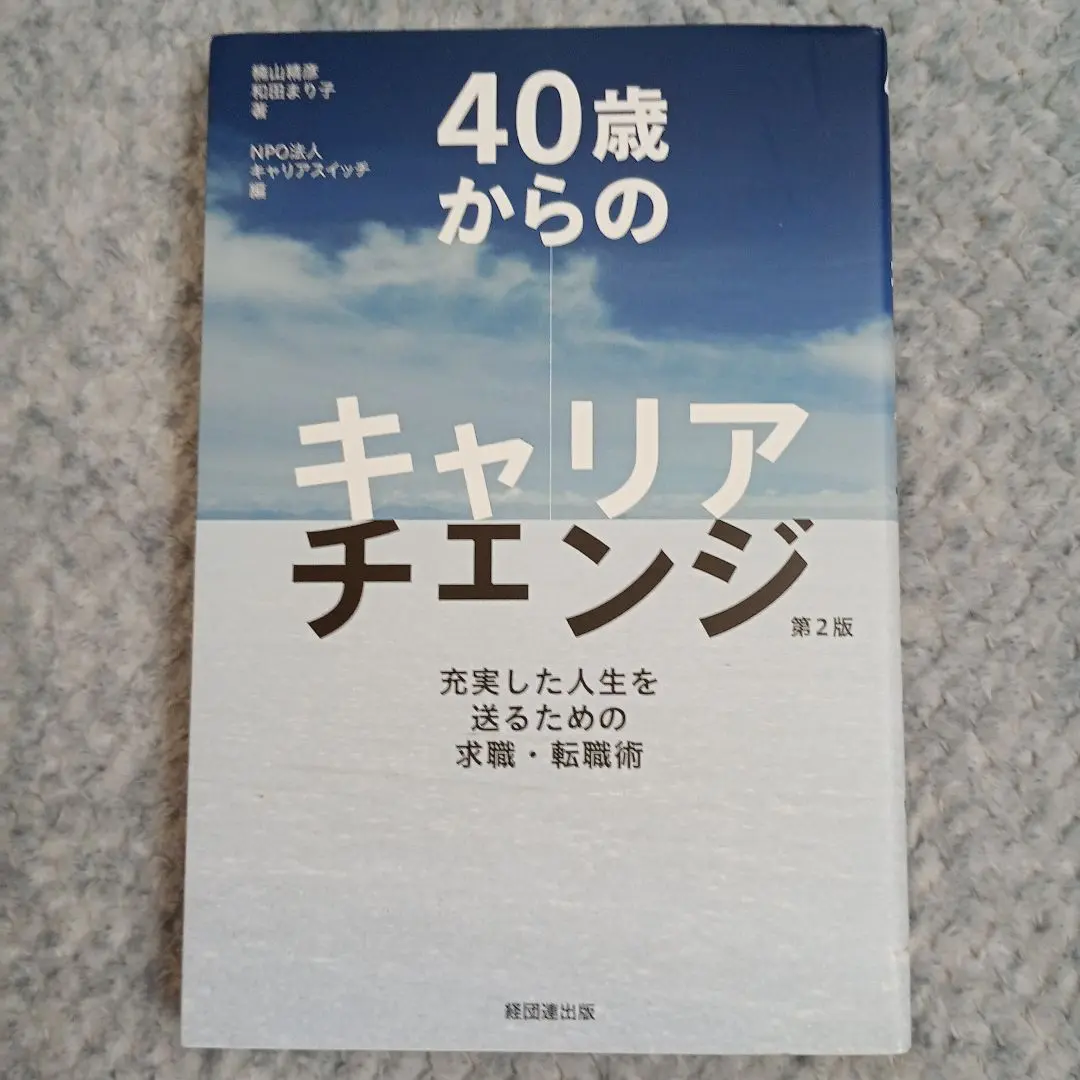 楠山精彦
和田まり子
著
NPO法人
キャリアスイッチ
編
40歳
からの
キャリア
チェンジ
第2版
充実した人生を
送るための
求職・転職術
経団連出版